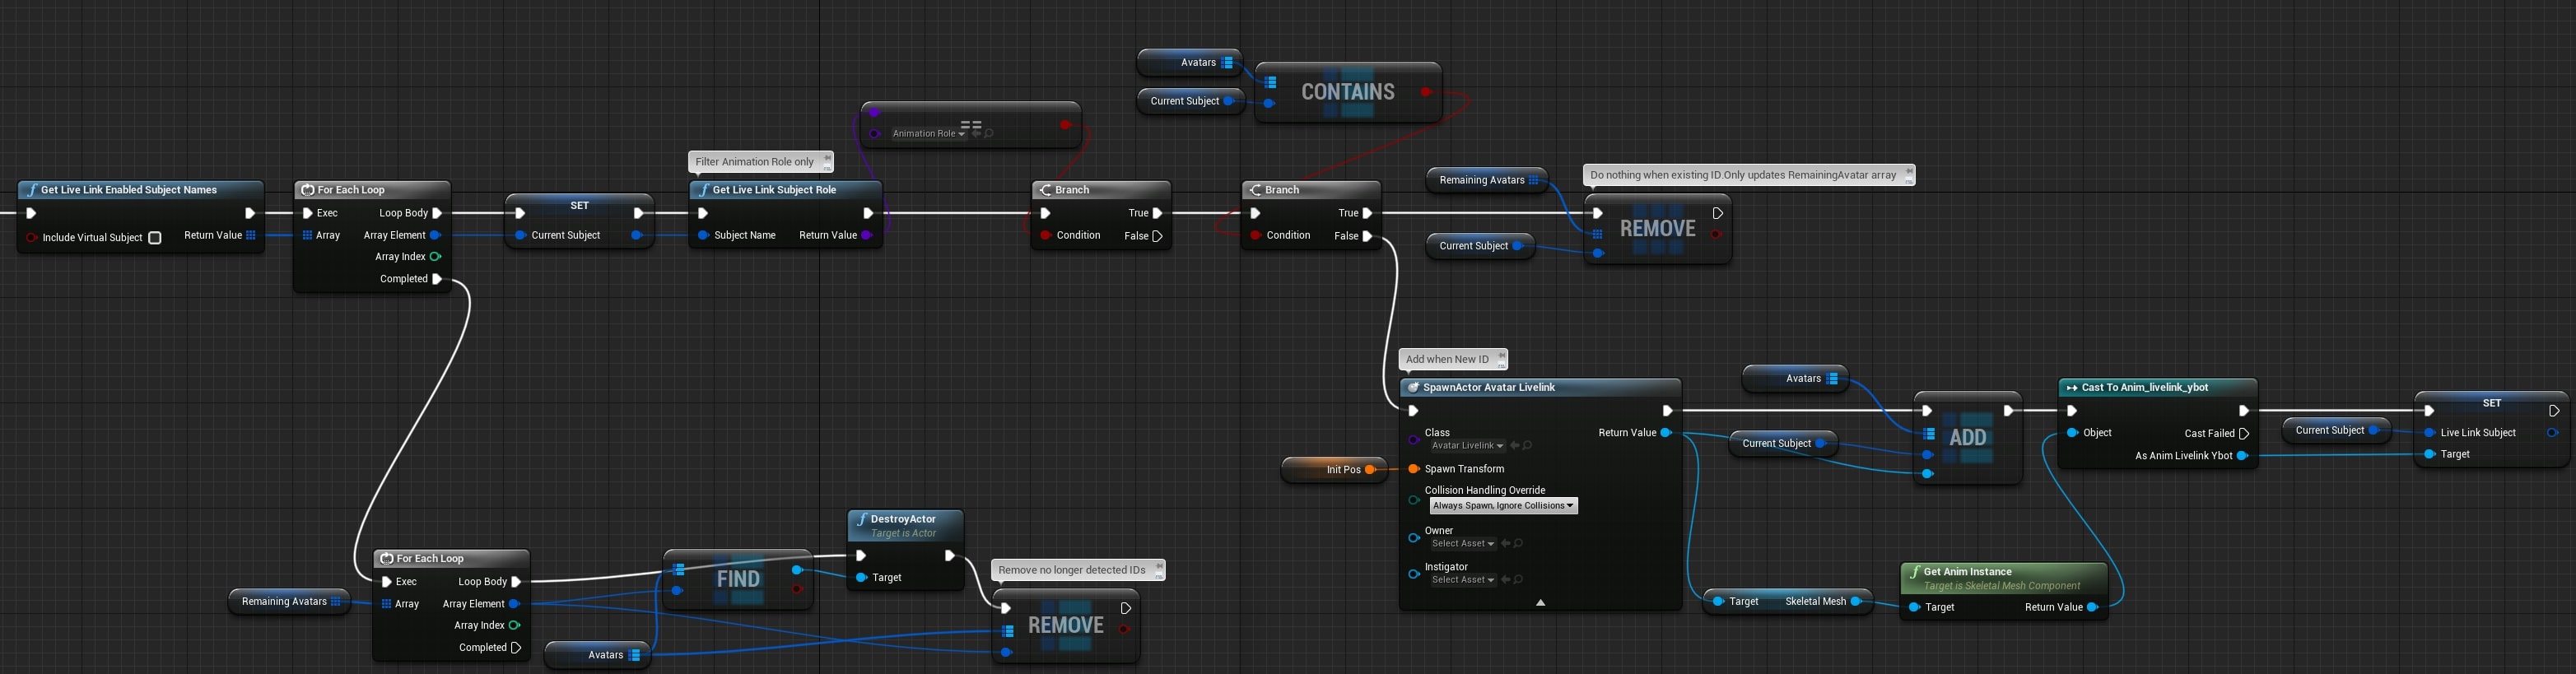 Avatars
Current Subject
CONTAINS
==
Animation Role
Filter Animation Role only
Get Live Link Enabled Subject Names
Include Virtual Subject
Return Value
For Each Loop
Exec
Loop Body
Array
Array Element
Array Index
Completed
SET
Current Subject
Get Live Link Subject Role
Subject Name
Return Value
Branch
True
Condition
False
Branch
True
Condition
False
Remaining Avatars
Current Subject
Do nothing when existing ID.Only updates RemainingAvatar array
REMOVE
Add when New ID
SpawnActor Avatar Livelink
Class
Avatar Livelink
Return Value
Init Pos
Spawn Transform
Collision Handling Override
Always Spawn, Ignore Collisions
Owner
Select Asset
Instigator
Select Asset
Avatars
Current Subject
ADD
Cast To Anim_livelink_ybot
Object
Cast Failed
As Anim Livelink Ybot
Current Subject
SET
Live Link Subject
Target
Target
Skeletal Mesh
Get Anim Instance
Target is Skeletal Mesh Component
Target
Return Value
Remaining Avatars
For Each Loop
Exec
Loop Body
Array
Array Element
Array Index
Completed
Avatars
FIND
DestroyActor
Target is Actor
Target
Remove no longer detected IDs
REMOVE